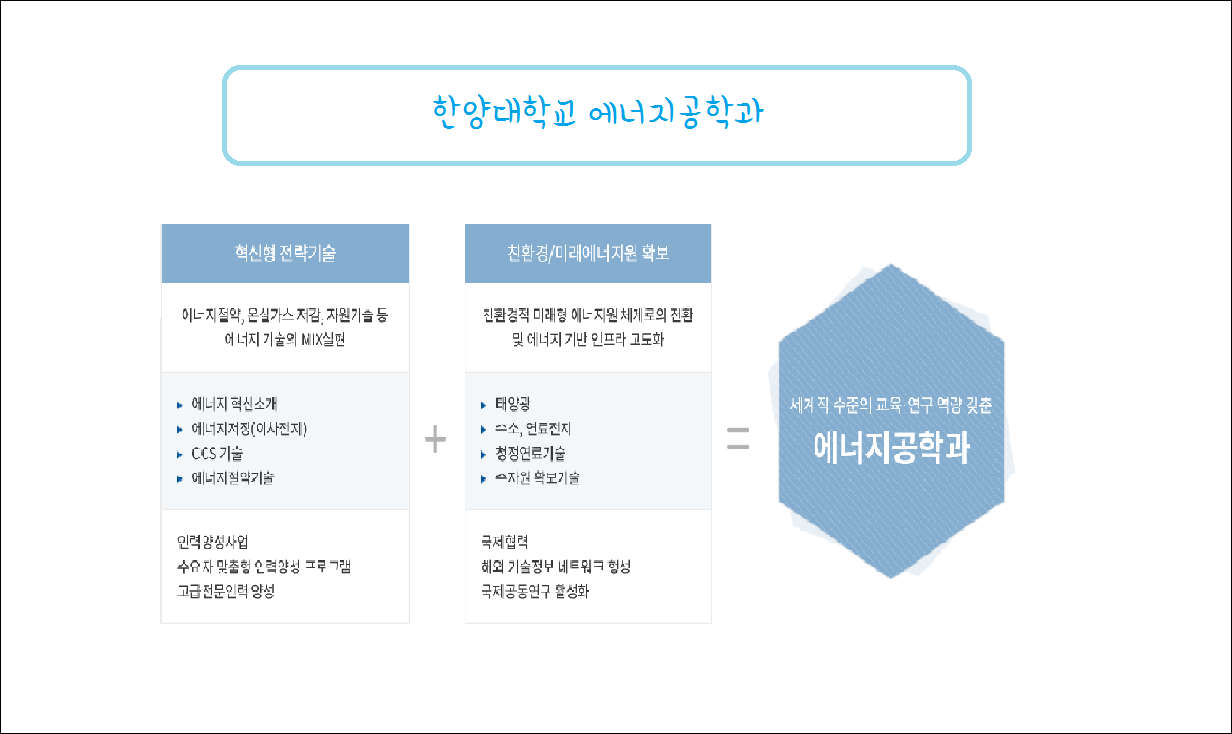 한양대학교 에너지공학과
혁신형 전략기술
에너지절약, 온실가스 저감, 자원기술 등
에너지 기술의 MIX실현
에너지 혁신소개
에너지저장(이차전지)
CCS 기술
에너지절약기술
인력양성사업
수요자 맞춤형 인력양성 프로그램
고급전문인력 양성
+
친환경/미래에너지원 확보
친환경적 미래형 에너지원 체계로의 전환
및 에너지 기반 인프라 고도화
태양광
수소, 연료전지
청정연료기술
수자원 확보기술
국제협력
해외 기술정보 네트워크 형성
국제공동연구 활성화
=
세계적 수준의 교육·연구 역량 갖춘
에너지공학과